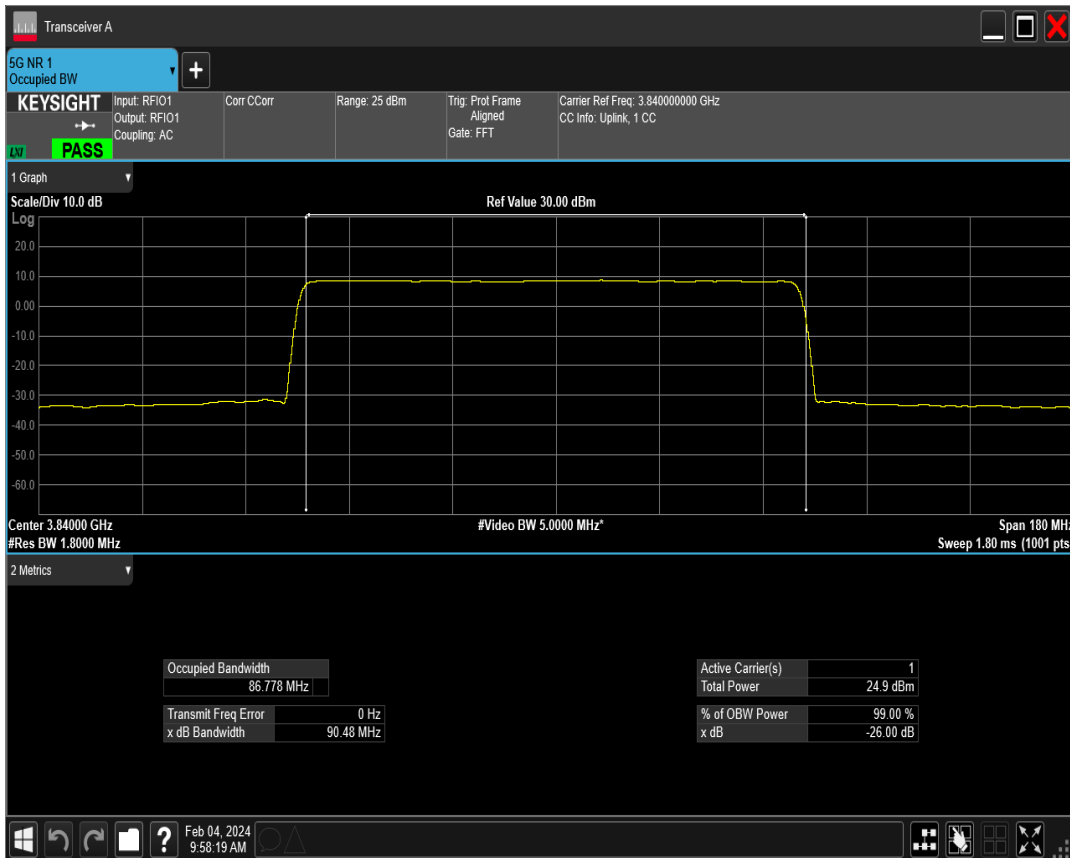 Transceiver A
5G NR 1
Occupied BW
+
KEYSIGHT
LXI
PASS
Input: RFIO1
Output: RFIO1
Coupling: AC
Corr CCorr
Range: 25 dBm
Trig: Prot Frame
Aligned
Gate: FFT
Carrier Ref Freq: 3.840000000 GHz
CC Info: Uplink, 1 CC
1 Graph
Scale/Div 10.0 dB
Ref Value 30.00 dBm
Log
20.0
10.0
0.00
-10.0
-20.0
-30.0
-40.0
-50.0
-60.0
Center 3.84000 GHz
#Video BW 5.0000 MHz*
Span 180 MHz
#Res BW 1.8000 MHz
Sweep 1.80 ms (1001 pts
2 Metrics
Occupied Bandwidth
86.778 MHz
Transmit Freq Error 0 Hz
x dB Bandwidth 90.48 MHz
Active Carrier(s) 1
Total Power 24.9 dBm
% of OBW Power 99.00 %
x dB -26.00 dB
?
Feb 04, 2024
9:58:19 AM